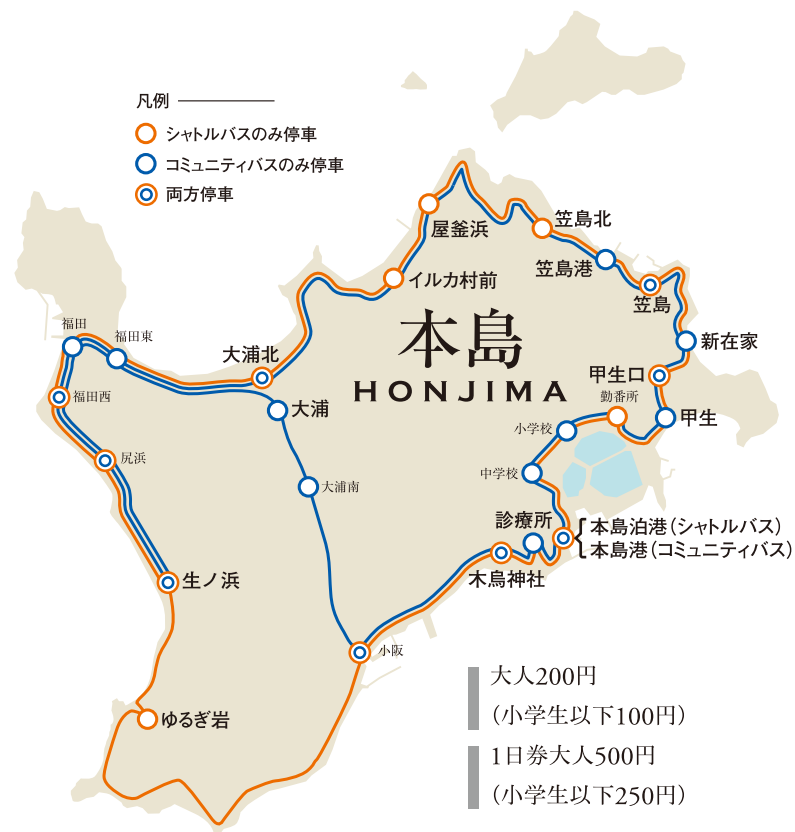 凡例
シャトルバスのみ停車
コミュニティバスのみ停車
両方停車
屋釜浜
笠島北
笠島港
イルカ村前
笠島
福田
福田東
大浦北
本島
HONJIMA
新在家
甲生口
勤番所
福田西
大浦
甲生
小学校
尻浜
中学校
大浦南
診療所
本島泊港(シャトルバス)
本島港(コミュニティバス)
生ノ浜
木烏神社
小阪
ゆるぎ岩
大人200円
(小学生以下100円)
1日券大人500円
(小学生以下250円)